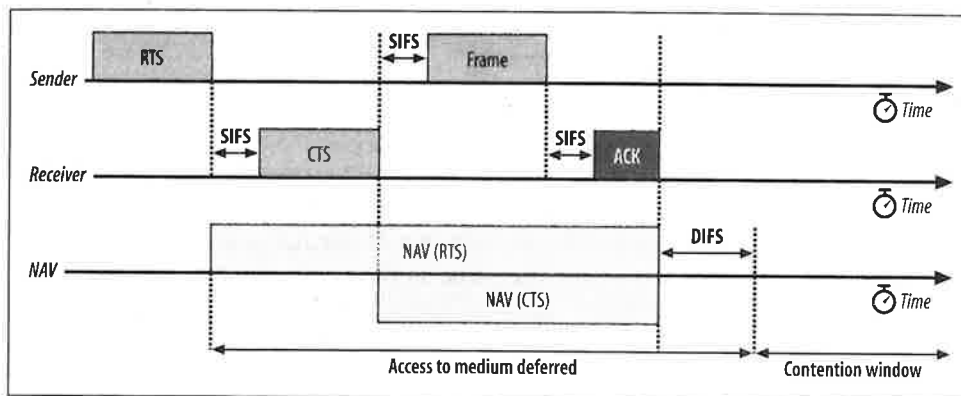 SIFS
RTS
Frame
Sender
Time
SIFS
CTS
SIFS
ACK
Receiver
Time
NAV (RTS)
DIFS
NAV
NAV (CTS)
Time
Access to medium deferred
Contention window